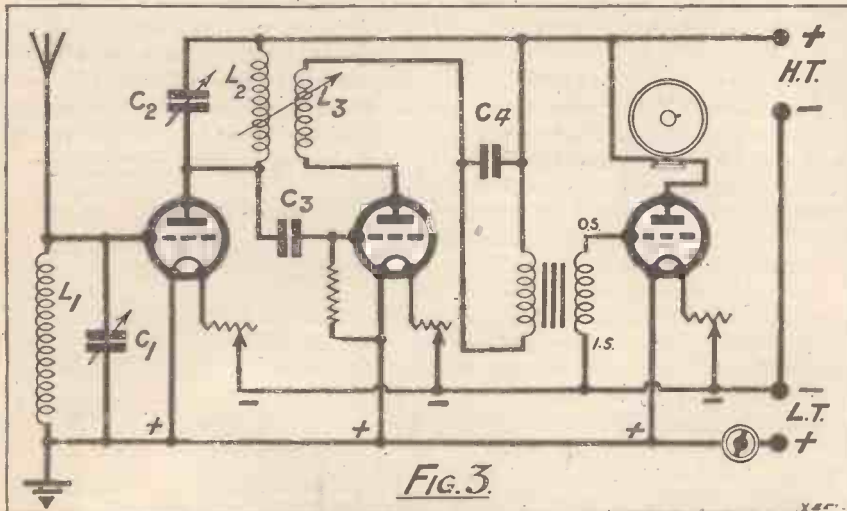 +
H.T.
−
C2
L2
L3
C4
C3
O.S.
L1
C1
I.S.
−
−
−
−
L.T.
+
+
+
+
FIG. 3.